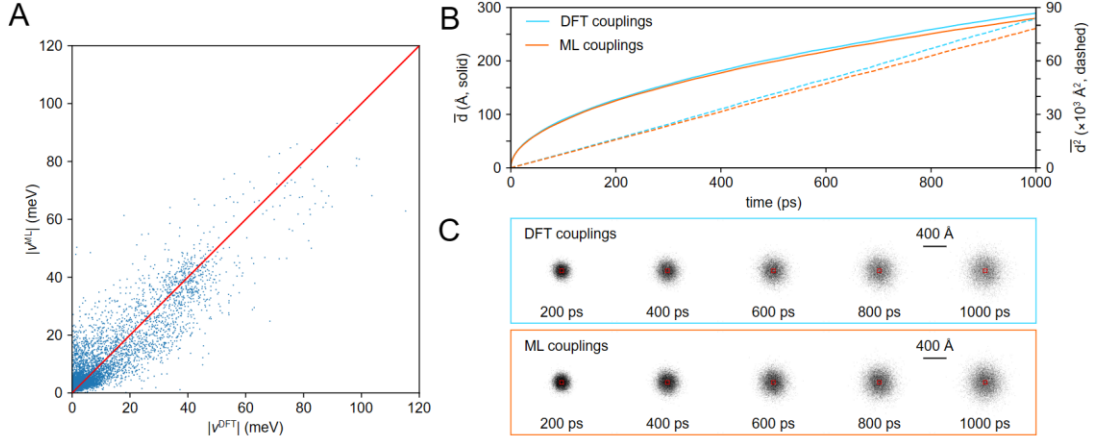 A
120
100
80
60
40
20
0
|v^ML| (meV)
0 20 40 60 80 100 120
|v^DFT| (meV)
B
300
200
100
0
d̅ (Å, solid)
DFT couplings
ML couplings
90
60
30
0
d̅² (×10³ Å², dashed)
0 200 400 600 800 1000
time (ps)
C
DFT couplings
400 Å
200 ps 400 ps 600 ps 800 ps 1000 ps
ML couplings
400 Å
200 ps 400 ps 600 ps 800 ps 1000 ps